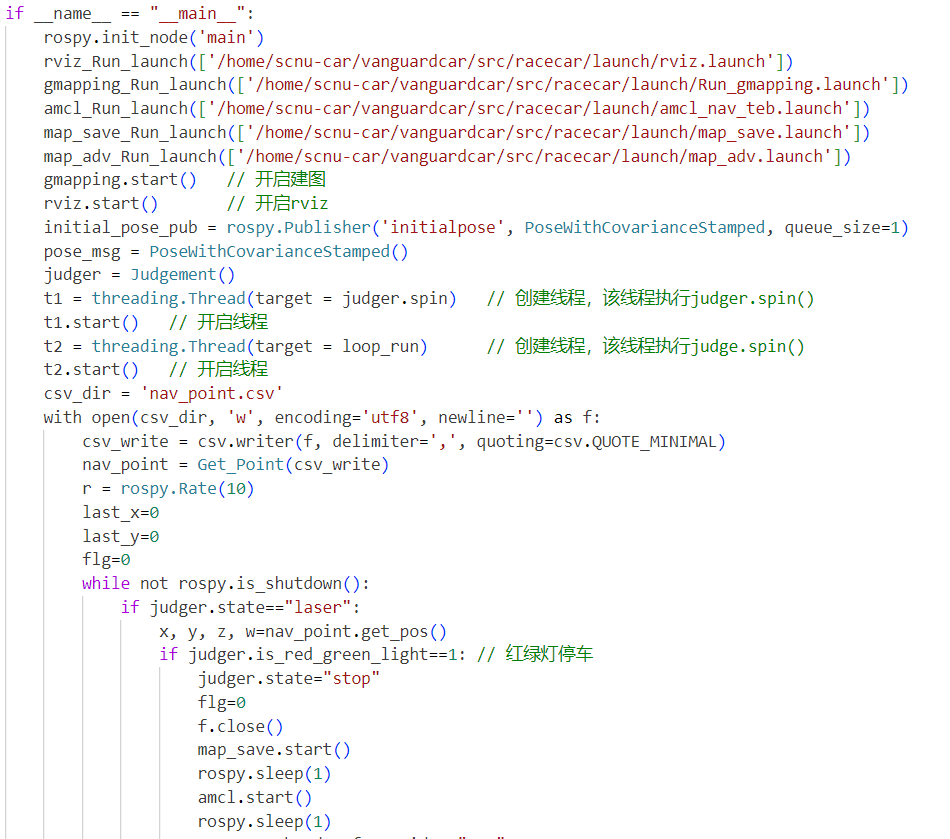 if __name__ == "__main__":
    rospy.init_node('main')
    rviz_Run_launch(['/home/scnu-car/vanguardcar/src/racecar/launch/rviz.launch'])
    gmapping_Run_launch(['/home/scnu-car/vanguardcar/src/racecar/launch/Run_gmapping.launch'])
    amcl_Run_launch(['/home/scnu-car/vanguardcar/src/racecar/launch/amcl_nav_teb.launch'])
    map_save_Run_launch(['/home/scnu-car/vanguardcar/src/racecar/launch/map_save.launch'])
    map_adv_Run_launch(['/home/scnu-car/vanguardcar/src/racecar/launch/map_adv.launch'])
    gmapping.start()   // 开启建图
    rviz.start()       // 开启rviz
    initial_pose_pub = rospy.Publisher('initialpose', PoseWithCovarianceStamped, queue_size=1)
    pose_msg = PoseWithCovarianceStamped()
    judger = Judgement()
    t1 = threading.Thread(target = judger.spin)   // 创建线程，该线程执行judger.spin()
    t1.start()   // 开启线程
    t2 = threading.Thread(target = loop_run)      // 创建线程，该线程执行judge.spin()
    t2.start()   // 开启线程
    csv_dir = 'nav_point.csv'
    with open(csv_dir, 'w', encoding='utf8', newline='') as f:
        csv_write = csv.writer(f, delimiter=',', quoting=csv.QUOTE_MINIMAL)
        nav_point = Get_Point(csv_write)
        r = rospy.Rate(10)
        last_x=0
        last_y=0
        flg=0
        while not rospy.is_shutdown():
            if judger.state=="laser":
                x, y, z, w=nav_point.get_pos()
                if judger.is_red_green_light==1: // 红绿灯停车
                    judger.state="stop"
                    flg=0
                    f.close()
                    map_save.start()
                    rospy.sleep(1)
                    amcl.start()
                    rospy.sleep(1)